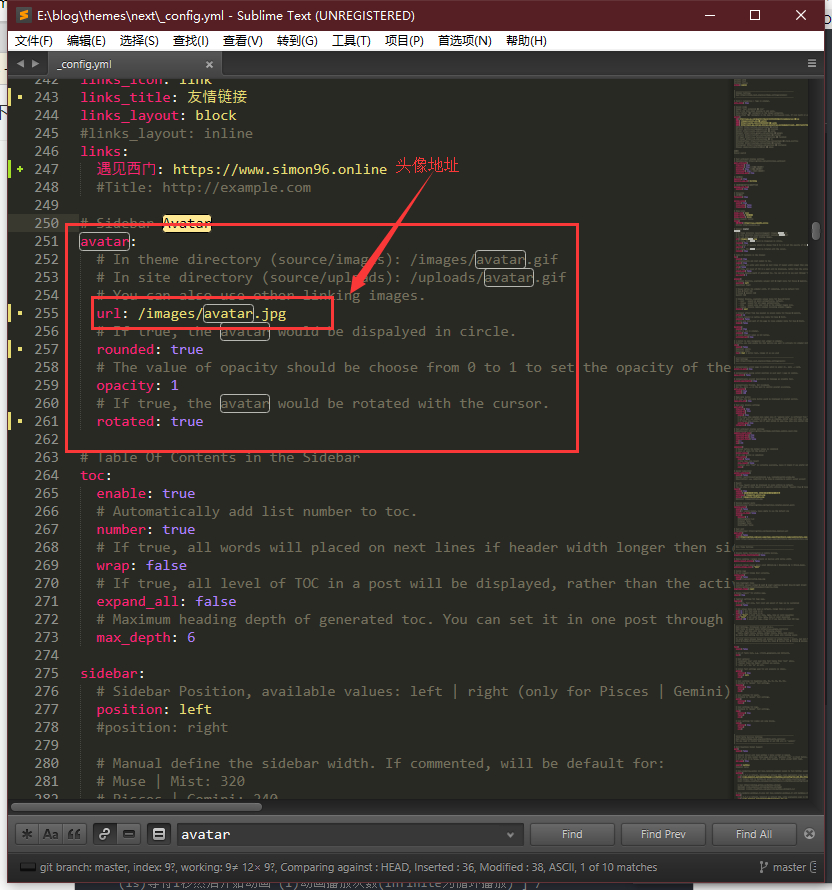 E:\blog\themes\next\_config.yml - Sublime Text (UNREGISTERED)
文件(F) 编辑(E) 选择(S) 查找(I) 查看(V) 转到(G) 工具(T) 项目(P) 首选项(N) 帮助(H)
_config.yml
242 links_icon: link
243 links_title: 友情链接
244 links_layout: block
245 #links_layout: inline
246 links:
247 遇见西门: https://www.simon96.online 头像地址
248 #Title: http://example.com
249
250 # Sidebar Avatar
251 avatar:
252 # In theme directory (source/images): /images/avatar.gif
253 # In site directory (source/uploads): /uploads/avatar.gif
254 # You can also use other linking images.
255 url: /images/avatar.jpg
256 # If true, the avatar would be dispalyed in circle.
257 rounded: true
258 # The value of opacity should be choose from 0 to 1 to set the opacity of the
259 opacity: 1
260 # If true, the avatar would be rotated with the cursor.
261 rotated: true
262
263 # Table Of Contents in the Sidebar
264 toc:
265 enable: true
266 # Automatically add list number to toc.
267 number: true
268 # If true, all words will placed on next lines if header width longer then si
269 wrap: false
270 # If true, all level of TOC in a post will be displayed, rather than the acti
271 expand_all: false
272 # Maximum heading depth of generated toc. You can set it in one post through
273 max_depth: 6
274
275 sidebar:
276 # Sidebar Position, available values: left | right (only for Pisces | Gemini)
277 position: left
278 #position: right
279
280 # Manual define the sidebar width. If commented, will be default for:
281 # Muse | Mist: 320
282 # Pisces | Gemini: 240
.* Aa “” avatar Find Find Prev Find All
git branch: master, index: 9?, working: 9≠ 12× 9?, Comparing against : HEAD, Inserted : 36, Modified : 38, ASCII, 1 of 10 matches master